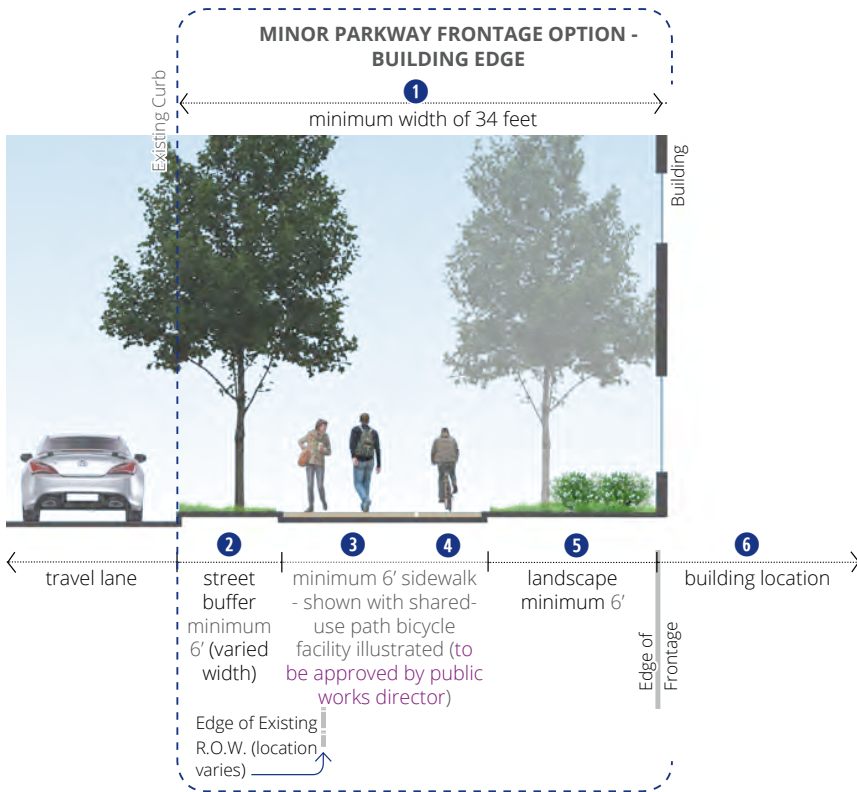 MINOR PARKWAY FRONTAGE OPTION -
BUILDING EDGE
Existing Curb
1
minimum width of 34 feet
Building
2
3
4
5
6
travel lane
street
buffer
minimum
6’ (varied
width)
minimum 6’ sidewalk
- shown with shared-
use path bicycle
facility illustrated (to
be approved by public
works director)
landscape
minimum 6’
building location
Edge of
Frontage
Edge of Existing
R.O.W. (location
varies)